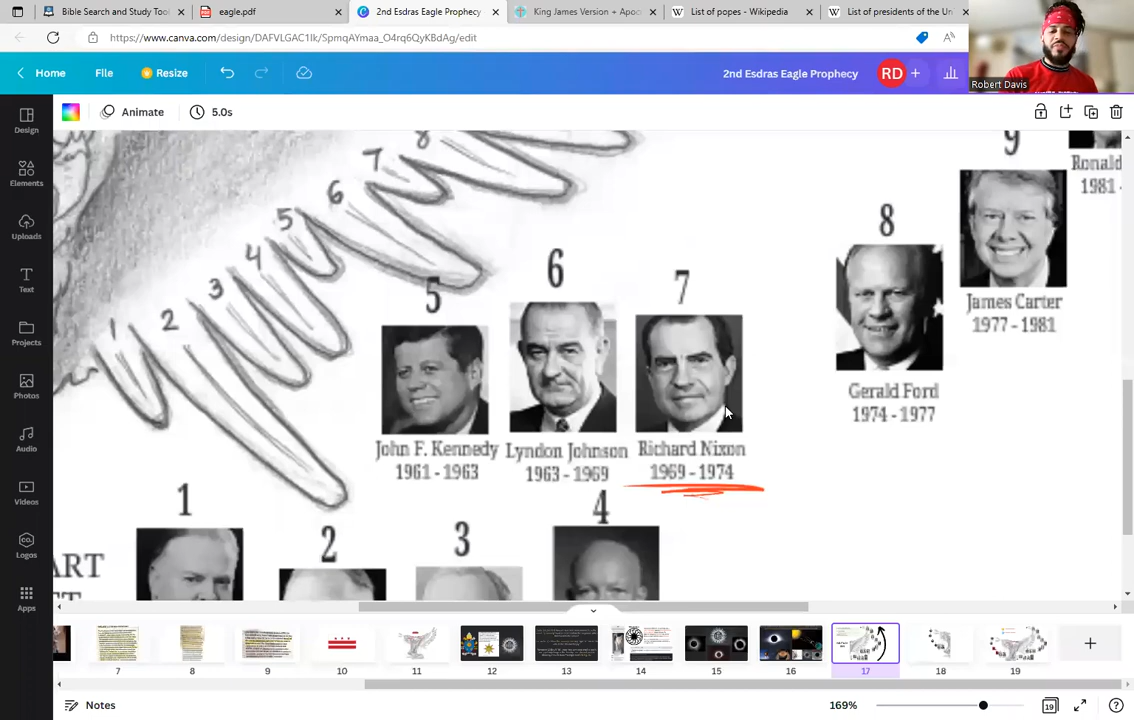 Bible Search and Study Tool
eagle.pdf
2nd Esdras Eagle Prophecy
King James Version + Apoc
List of popes - Wikipedia
List of presidents of the Un
https://www.canva.com/design/DAFVLGAC1lk/SpmqAYmaa_O4rq6QyKBdAg/edit
Home
File
Resize
2nd Esdras Eagle Prophecy
RD
Robert Davis
Animate
5.0s
Design
Elements
Uploads
Text
Projects
Photos
Audio
Videos
co.
Logos
Apps
1
2
3
4
5
6
7
8
9
Ronald
1981 -
8
James Carter
1977 - 1981
Gerald Ford
1974 - 1977
5
6
7
John F. Kennedy
1961 - 1963
Lyndon Johnson
1963 - 1969
Richard Nixon
1969 - 1974
1
2
3
4
ART
7
8
9
10
11
12
13
14
15
16
17
18
19
Notes
169%
19